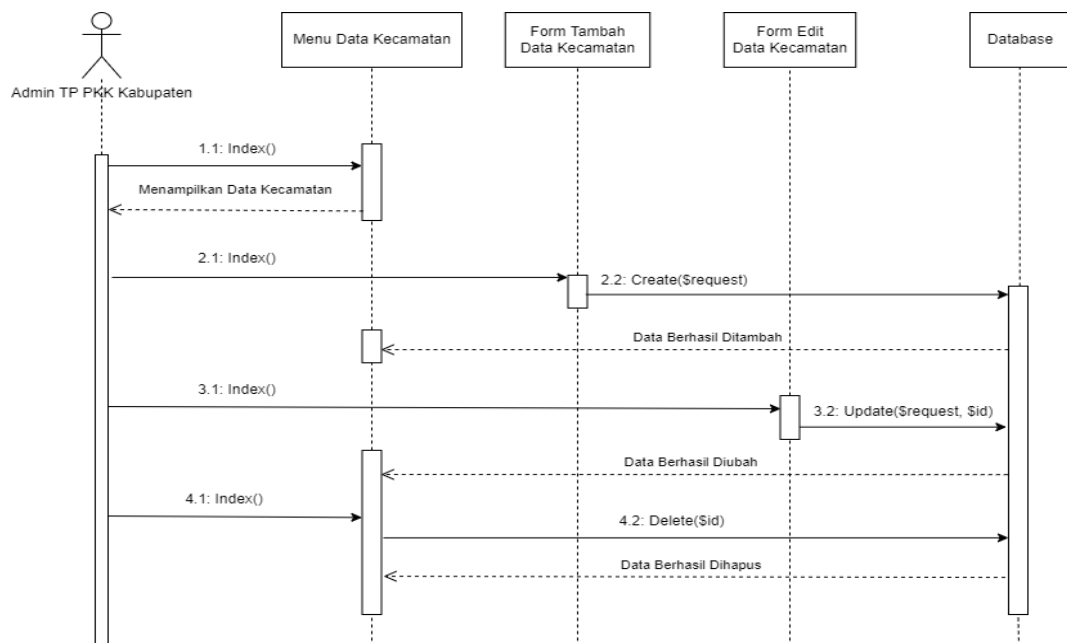 Menu Data Kecamatan
Form Tambah
Data Kecamatan
Form Edit
Data Kecamatan
Database
Admin TP PKK Kabupaten
1.1: Index()
Menampilkan Data Kecamatan
2.1: Index()
2.2: Create($request)
Data Berhasil Ditambah
3.1: Index()
3.2: Update($request, $id)
Data Berhasil Diubah
4.1: Index()
4.2: Delete($id)
Data Berhasil Dihapus